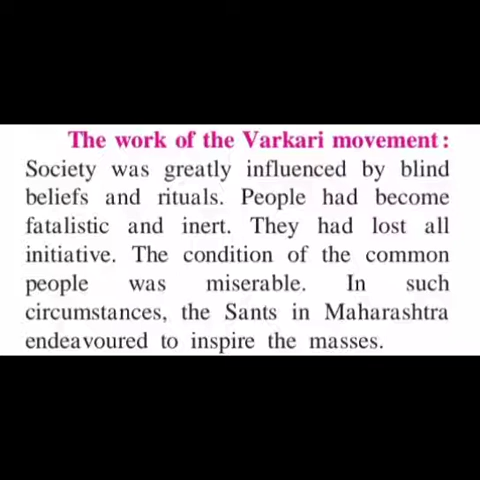 The work of the Varkari movement :
Society was greatly influenced by blind
beliefs and rituals. People had become
fatalistic and inert. They had lost all
initiative. The condition of the common
people was miserable. In such
circumstances, the Sants in Maharashtra
endeavoured to inspire the masses.